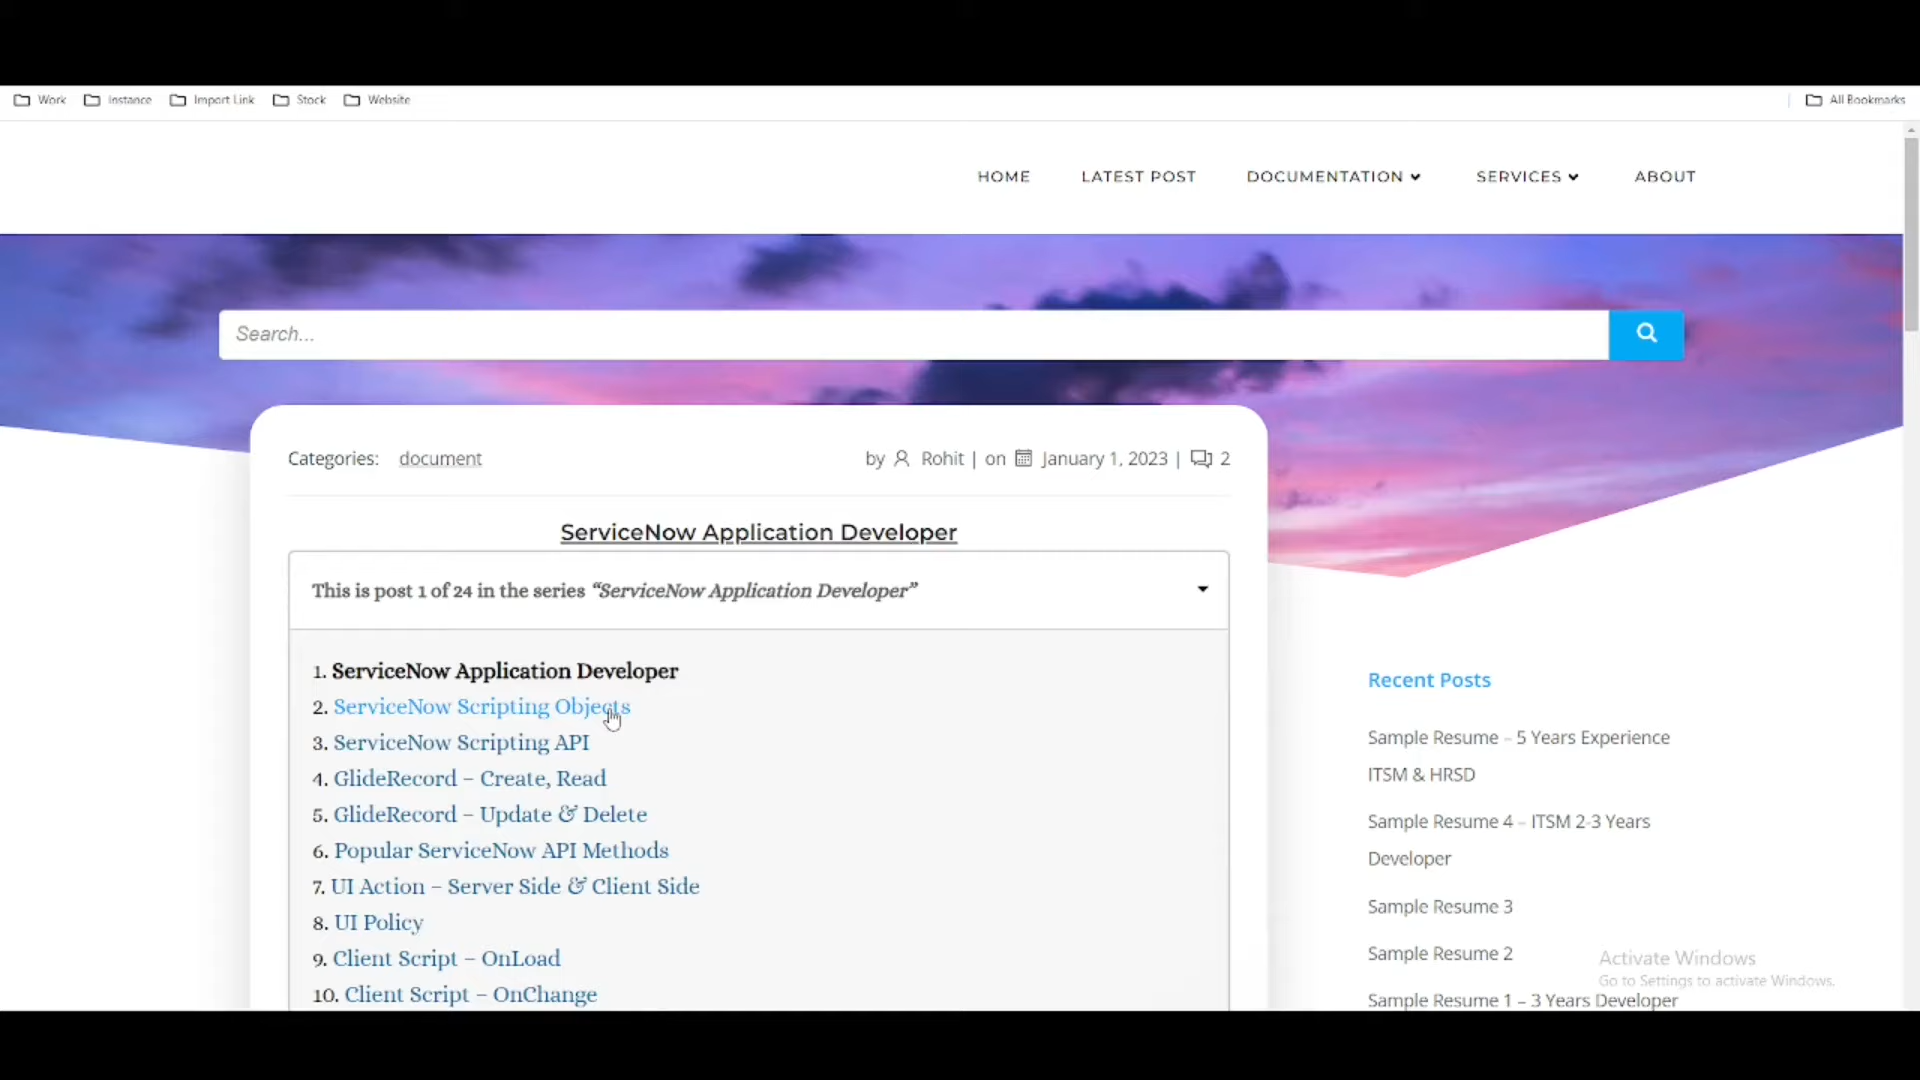 Work Instance Import Link Stock Website All Bookmarks
HOME LATEST POST DOCUMENTATION SERVICES ABOUT
Search...
Categories: document by Rohit | on January 1, 2023 | 2
ServiceNow Application Developer
This is post 1 of 24 in the series “ServiceNow Application Developer”
1. ServiceNow Application Developer
2. ServiceNow Scripting Objects
3. ServiceNow Scripting API
4. GlideRecord – Create, Read
5. GlideRecord – Update & Delete
6. Popular ServiceNow API Methods
7. UI Action – Server Side & Client Side
8. UI Policy
9. Client Script – OnLoad
10. Client Script – OnChange
Recent Posts
Sample Resume – 5 Years Experience
ITSM & HRSD
Sample Resume 4 – ITSM 2-3 Years
Developer
Sample Resume 3
Sample Resume 2
Sample Resume 1 – 3 Years Developer
Activate Windows
Go to Settings to activate Windows.